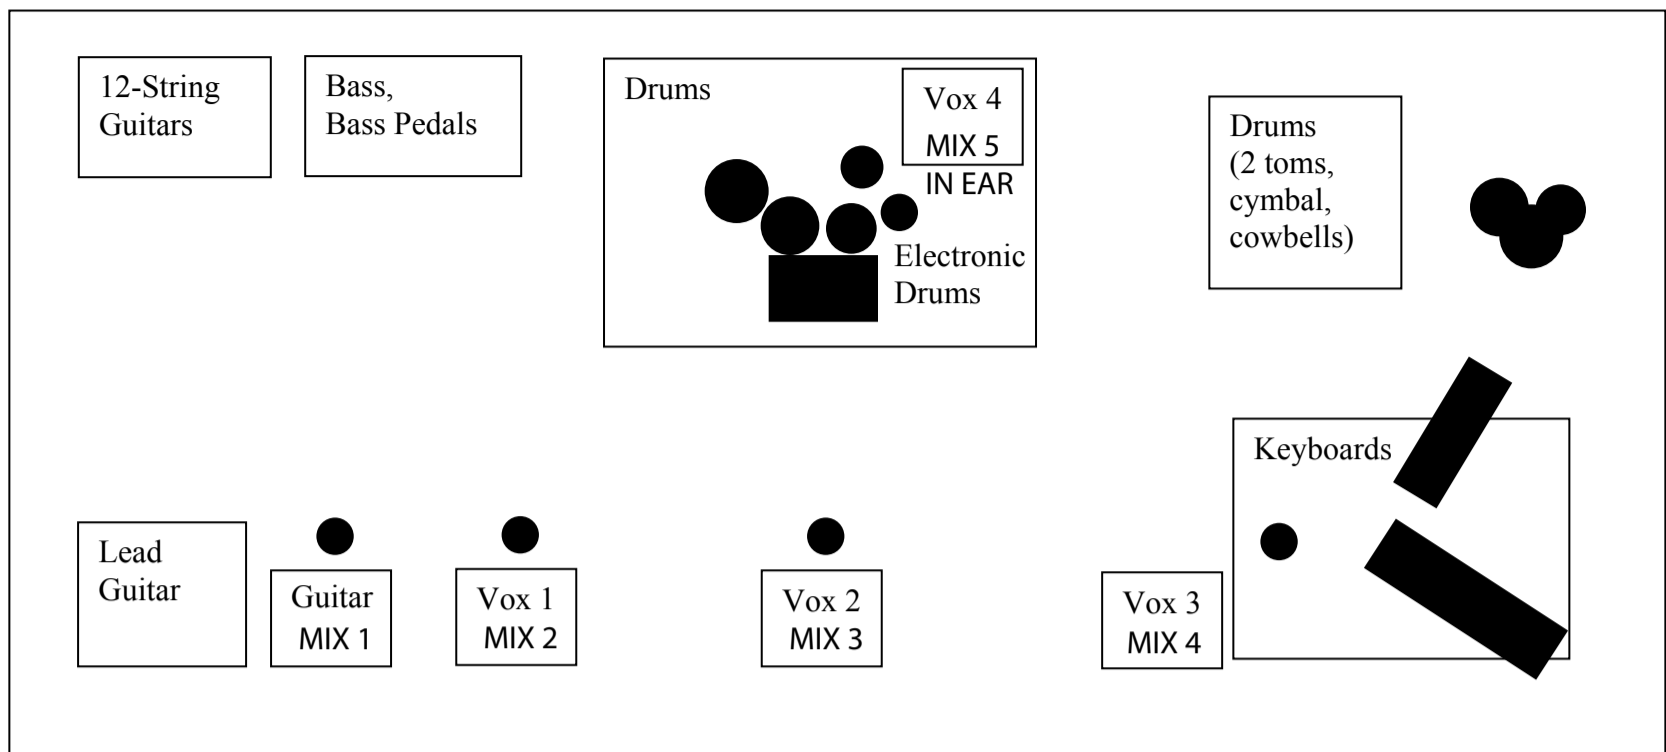 12-String
Guitars
Bass,
Bass Pedals
Drums
Vox 4
MIX 5
IN EAR
Electronic
Drums
Drums
(2 toms,
cymbal,
cowbells)
Keyboards
Lead
Guitar
Guitar
MIX 1
Vox 1
MIX 2
Vox 2
MIX 3
Vox 3
MIX 4